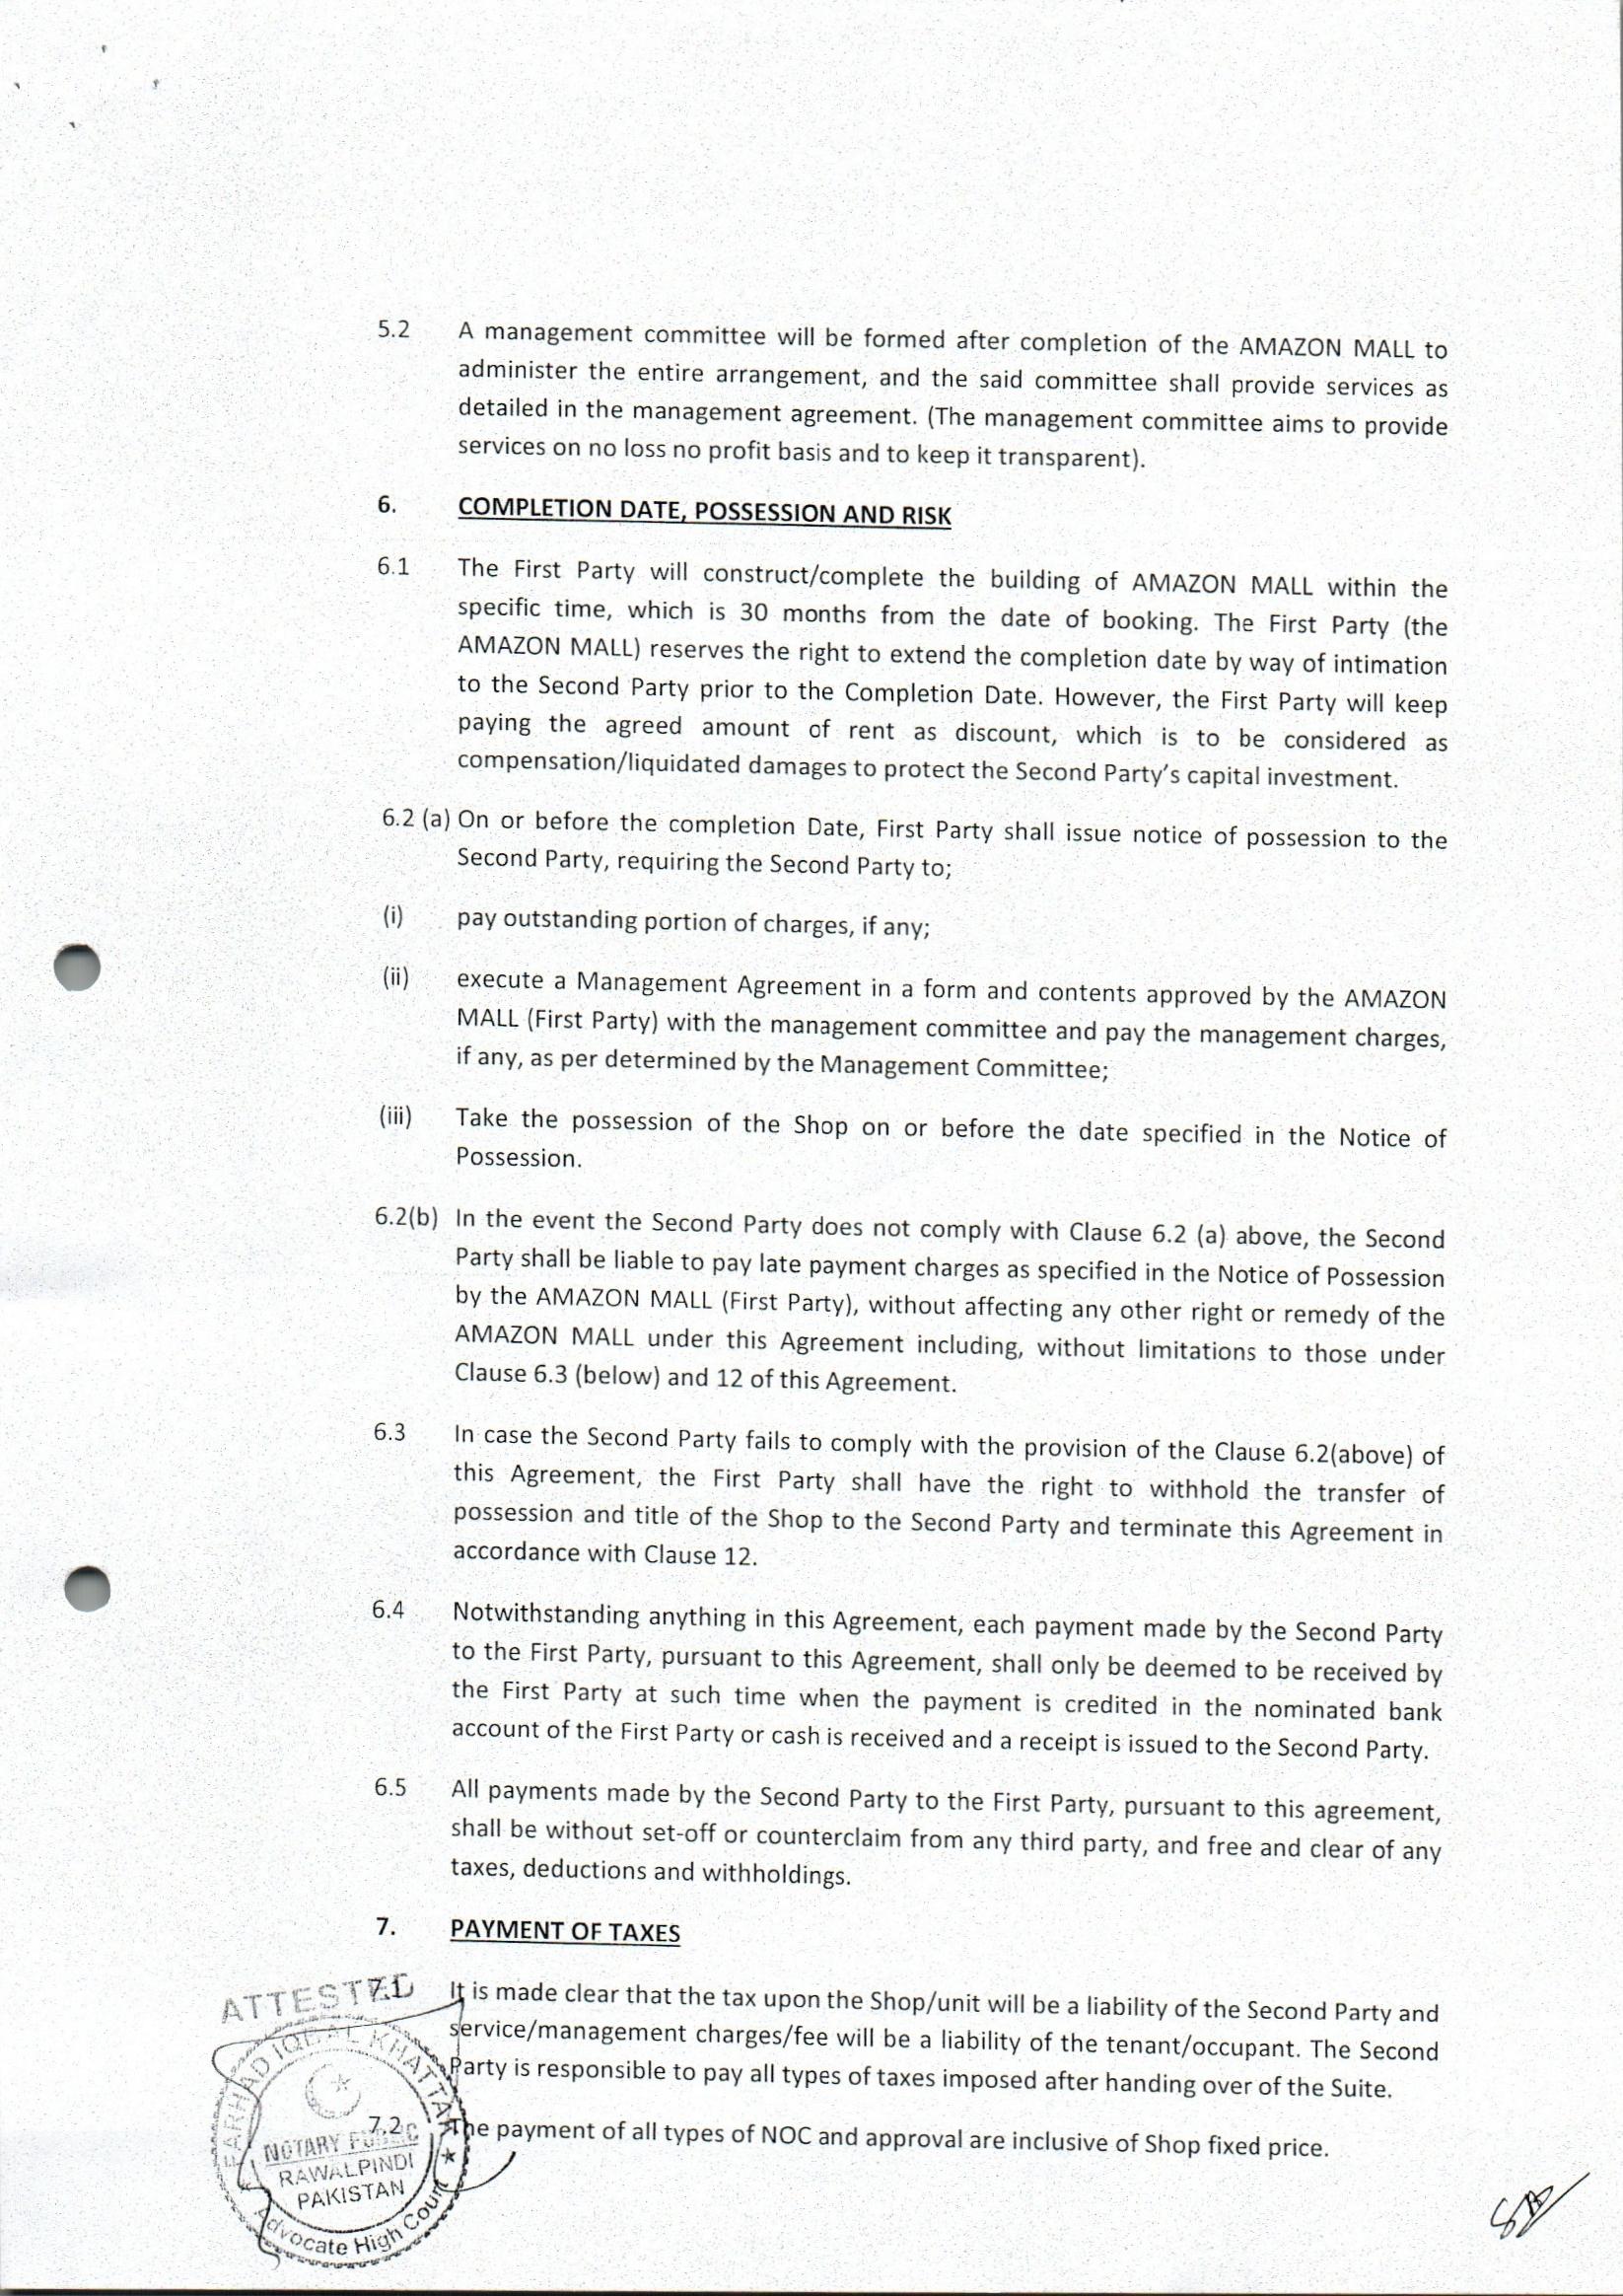 5.2 A management committee will be formed after completion of the AMAZON MALL to
administer the entire arrangement, and the said committee shall provide services as
detailed in the management agreement. (The management committee aims to provide
services on no loss no profit basis and to keep it transparent).
6. COMPLETION DATE, POSSESSION AND RISK
6.1 The First Party will construct/complete the building of AMAZON MALL within the
specific time, which is 30 months from the date of booking. The First Party (the
AMAZON MALL) reserves the right to extend the completion date by way of intimation
to the Second Party prior to the Completion Date. However, the First Party will keep
paying the agreed amount of rent as discount, which is to be considered as
compensation/liquidated damages to protect the Second Party's capital investment.
6.2 (a) On or before the completion Date, First Party shall issue notice of possession to the
Second Party, requiring the Second Party to;
(i) pay outstanding portion of charges, if any;
(ii) execute a Management Agreement in a form and contents approved by the AMAZON
MALL (First Party) with the management committee and pay the management charges,
if any, as per determined by the Management Committee;
(iii) Take the possession of the Shop on or before the date specified in the Notice of
Possession.
6.2(b) In the event the Second Party does not comply with Clause 6.2 (a) above, the Second
Party shall be liable to pay late payment charges as specified in the Notice of Possession
by the AMAZON MALL (First Party), without affecting any other right or remedy of the
AMAZON MALL under this Agreement including, without limitations to those under
Clause 6.3 (below) and 12 of this Agreement.
6.3 In case the Second Party fails to comply with the provision of the Clause 6.2(above) of
this Agreement, the First Party shall have the right to withhold the transfer of
possession and title of the Shop to the Second Party and terminate this Agreement in
accordance with Clause 12.
6.4 Notwithstanding anything in this Agreement, each payment made by the Second Party
to the First Party, pursuant to this Agreement, shall only be deemed to be received by
the First Party at such time when the payment is credited in the nominated bank
account of the First Party or cash is received and a receipt is issued to the Second Party.
6.5 All payments made by the Second Party to the First Party, pursuant to this agreement,
shall be without set-off or counterclaim from any third party, and free and clear of any
taxes, deductions and withholdings.
7. PAYMENT OF TAXES
7.1 It is made clear that the tax upon the Shop/unit will be a liability of the Second Party and
service/management charges/fee will be a liability of the tenant/occupant. The Second
Party is responsible to pay all types of taxes imposed after handing over of the Suite.
7.2 The payment of all types of NOC and approval are inclusive of Shop fixed price.
ATTESTED
FARHAD IQBAL KHATTAK
NOTARY PUBLIC
RAWALPINDI
PAKISTAN
Advocate High Court